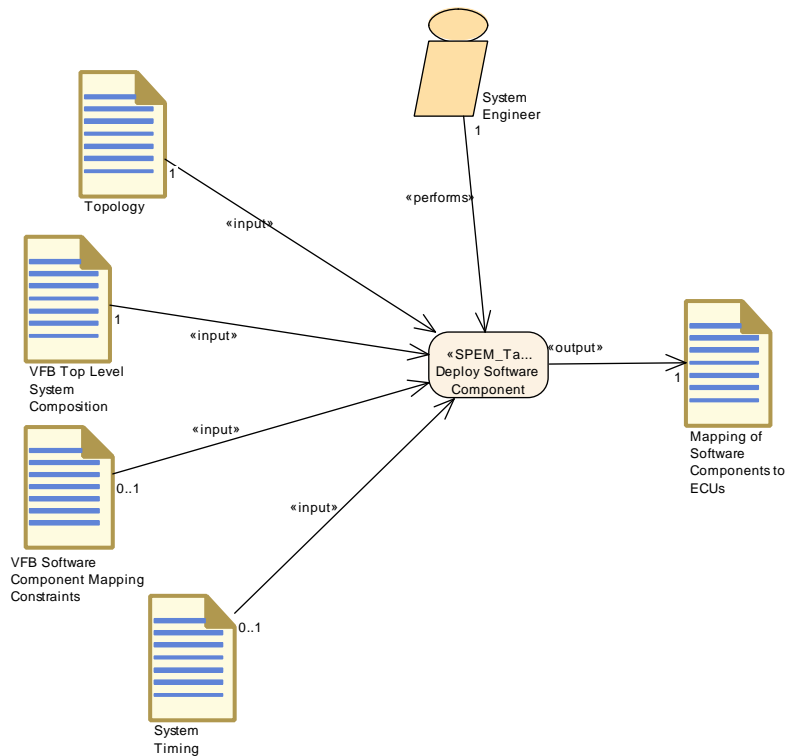 System
Engineer
1
«performs»
Topology
1
«input»
VFB Top Level
System
Composition
1
«input»
«SPEM_Ta...
Deploy Software
Component
«output»
1
Mapping of
Software
Components to
ECUs
VFB Software
Component Mapping
Constraints
0..1
«input»
System
Timing
0..1
«input»